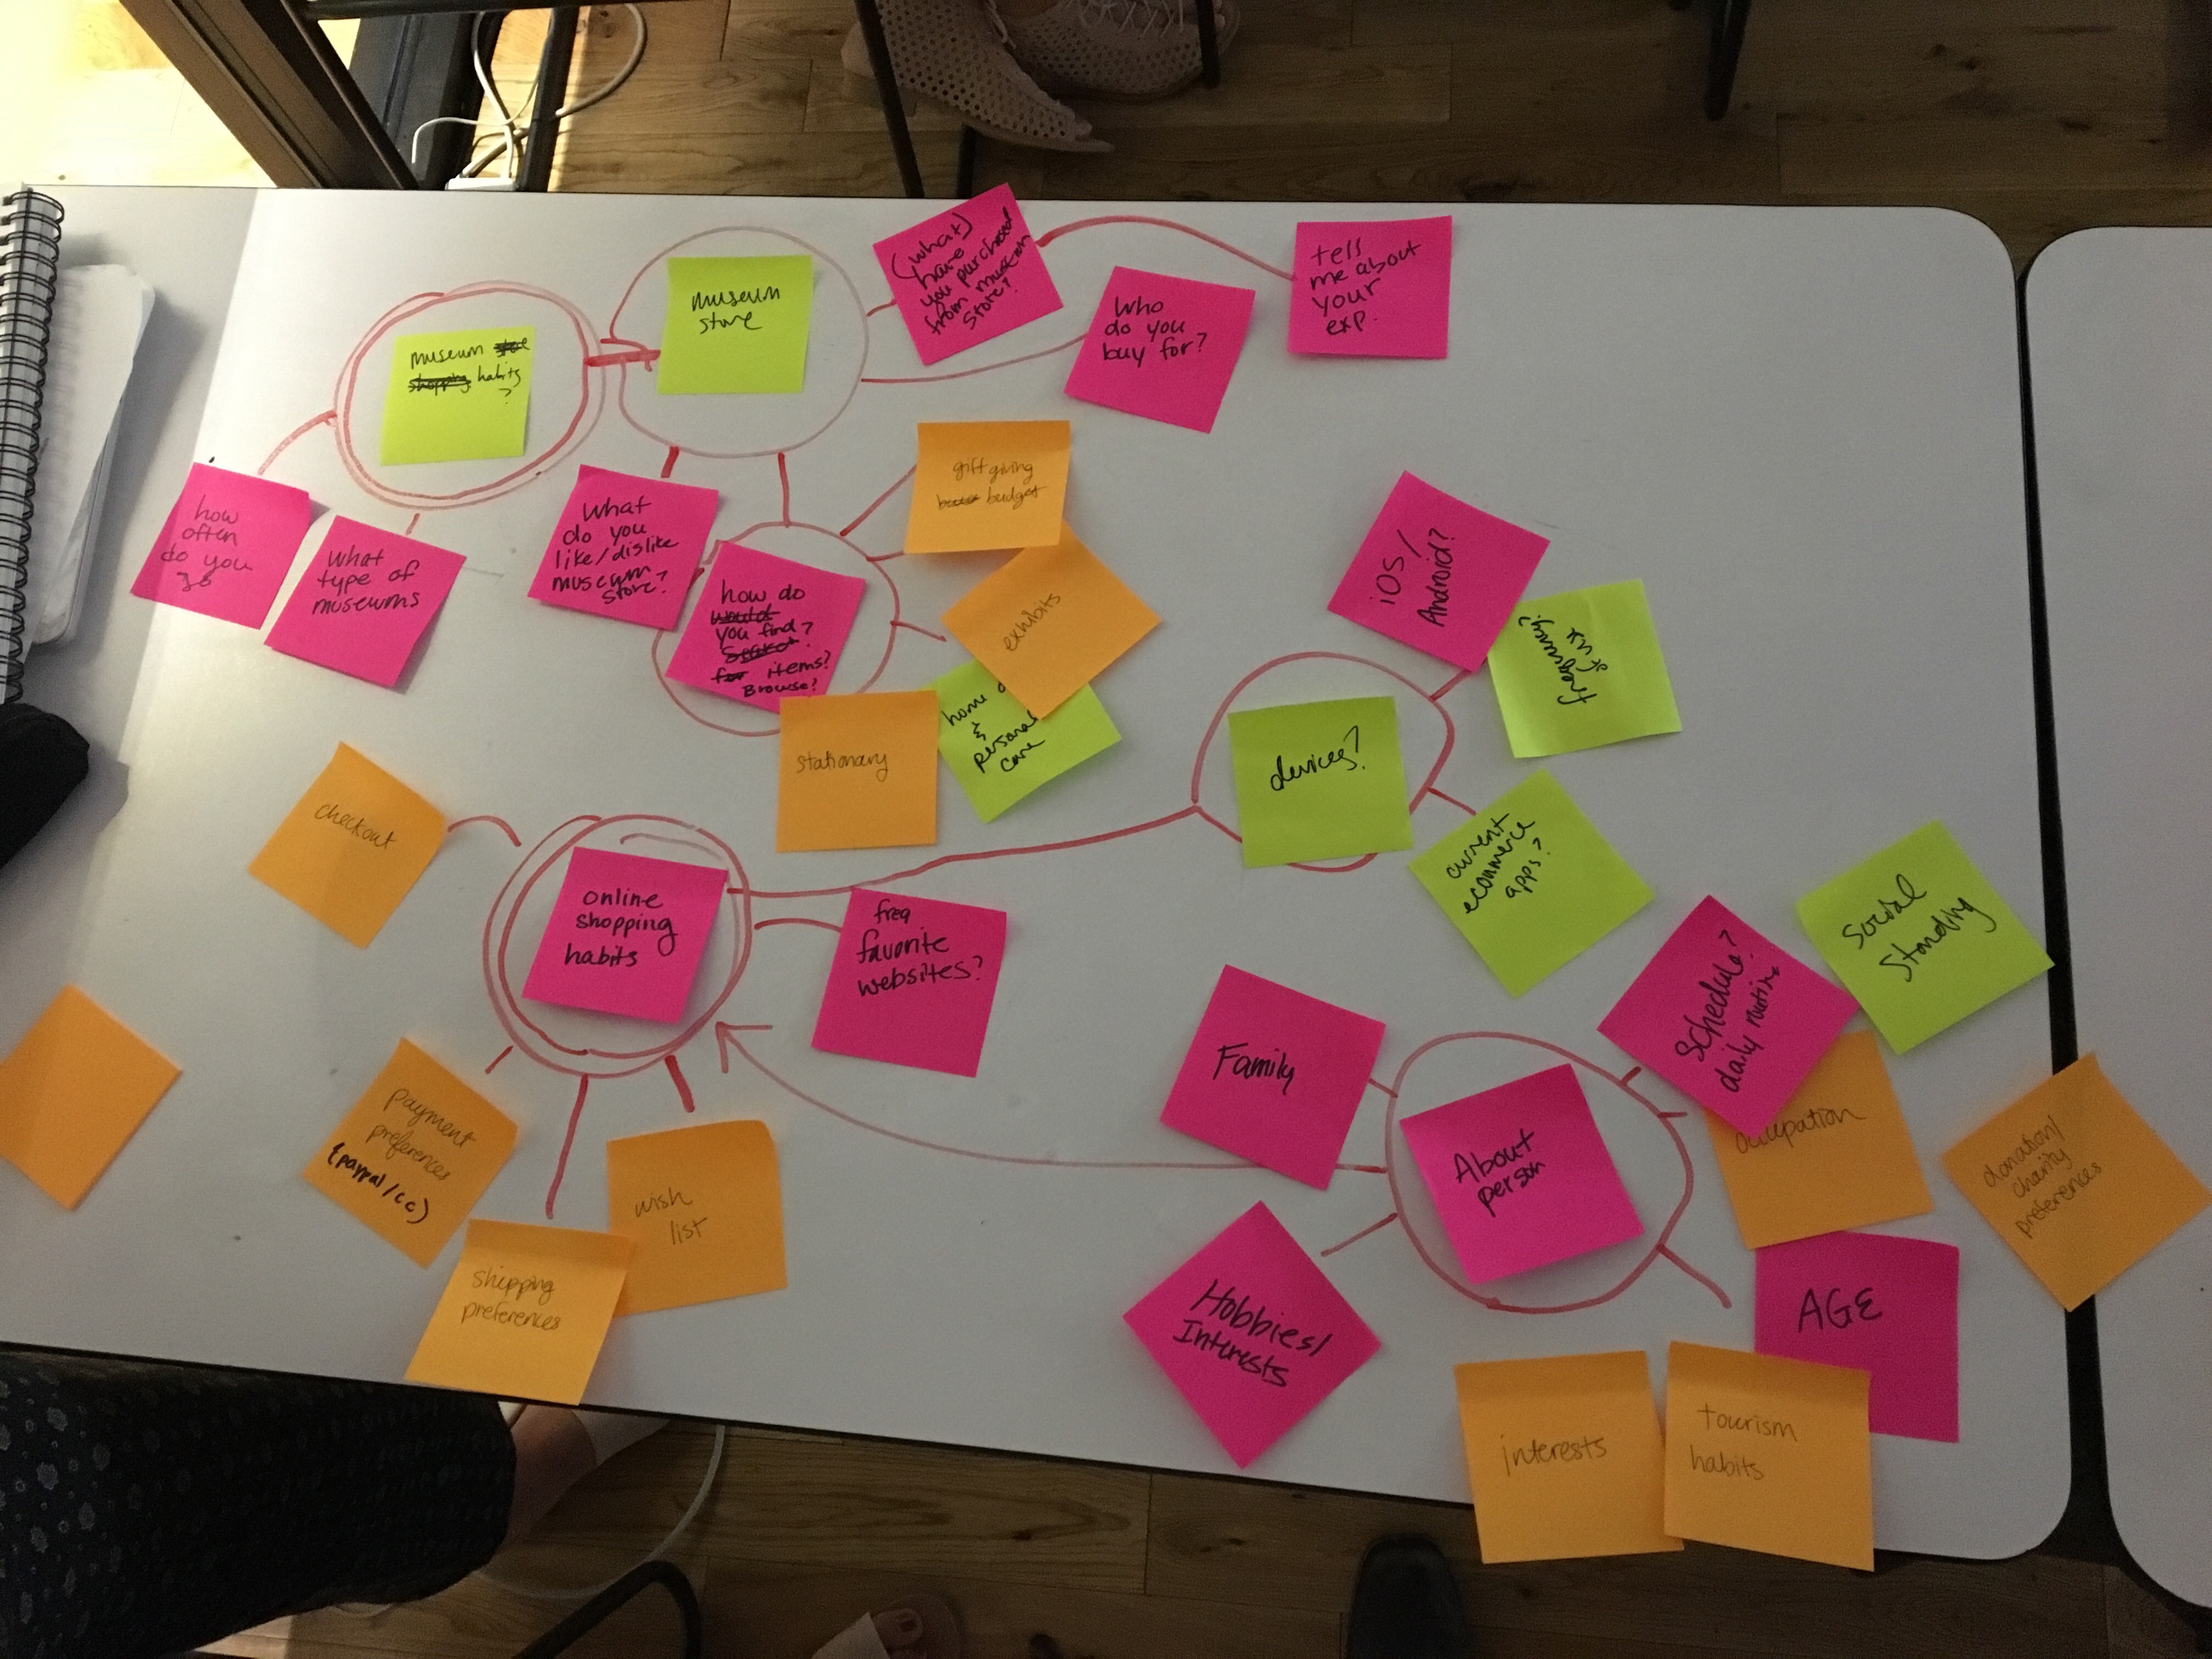 museum store
shopping habits
?
museum
store
(what)
have
you purchased
from museum
store?
Who
do you
buy for?
tell
me about
your
exp.
how
often
do you
go
What
type of
museums
What
do you
like/dislike
museum
store?
how do
would
you find?
Search
for items?
Browse?
gift giving
budget
exhibits
home
&
personal
care
stationary
iOS/
Android?
frequency?
of use
devices?
current
ecommerce
apps?
checkout
online
shopping
habits
freq
favorite
websites?
payment
preferences
(paypal/cc)
wish
list
shipping
preferences
Family
About
person
Schedule?
daily routine
Social
Standing
occupation
donation/
charity
preferences
Hobbies/
Interests
AGE
interests
tourism
habits